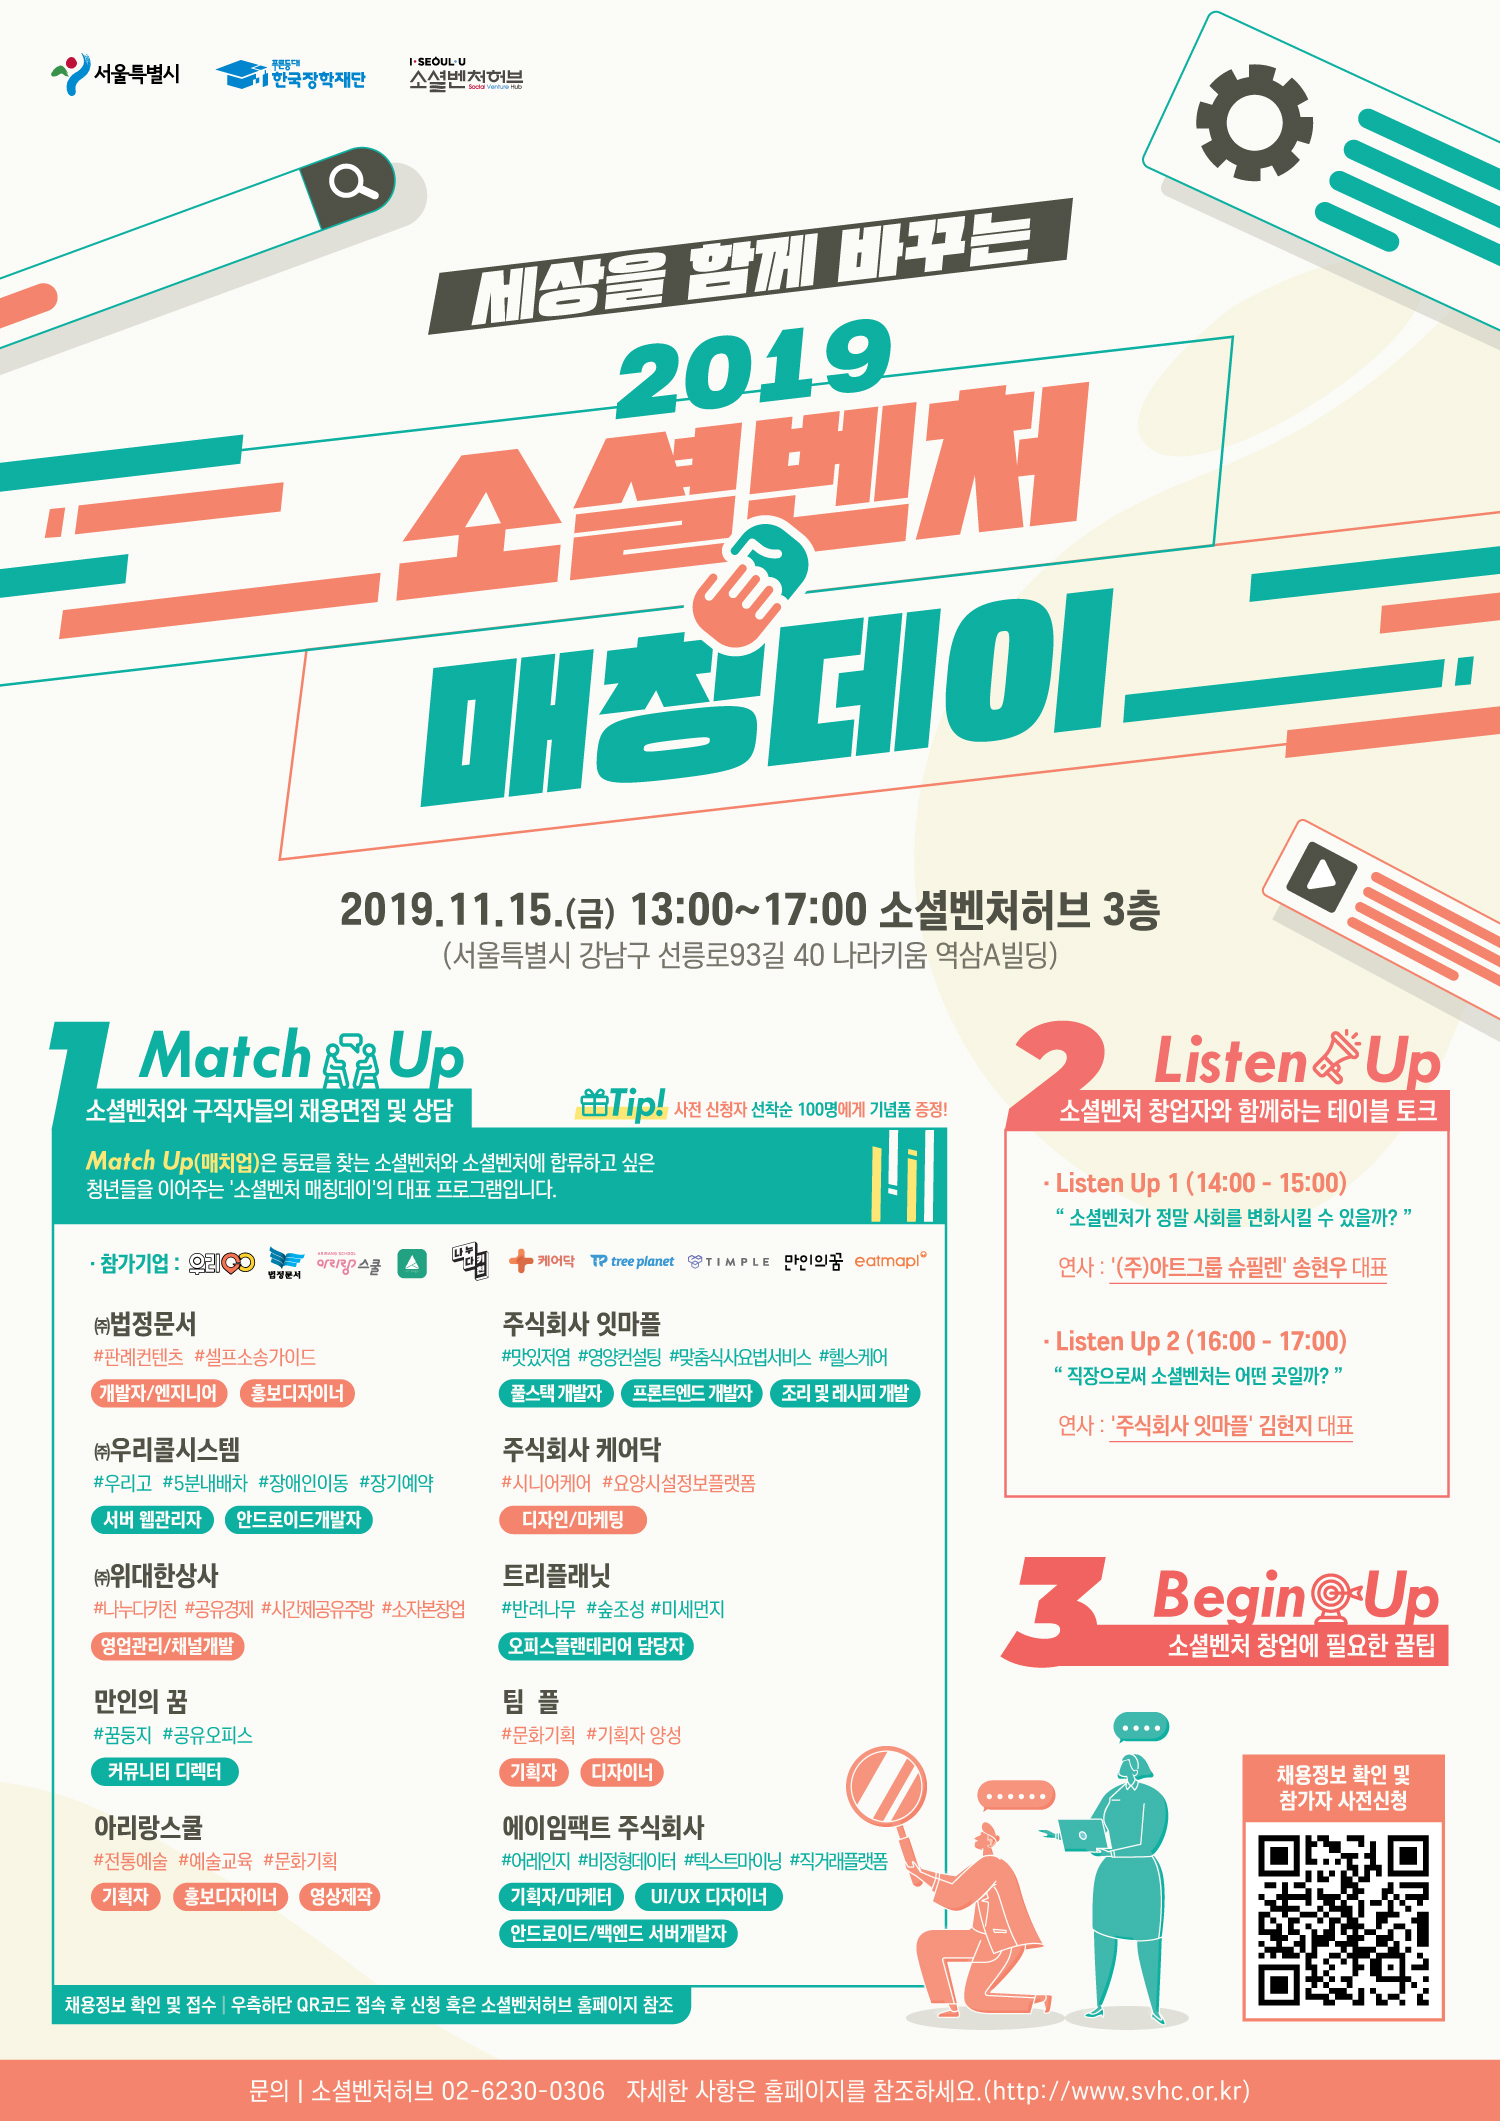 서울특별시
푸른등대
한국장학재단
I·SEOUL·U
소셜벤처허브
Social Venture Hub
세상을 함께 바꾸는
2019
소셜벤처
매칭데이
2019.11.15.(금) 13:00~17:00 소셜벤처허브 3층
(서울특별시 강남구 선릉로93길 40 나라키움 역삼A빌딩)
1 Match Up
소셜벤처와 구직자들의 채용면접 및 상담
Tip! 사전 신청자 선착순 100명에게 기념품 증정!
Match Up(매치업)은 동료를 찾는 소셜벤처와 소셜벤처에 합류하고 싶은
청년들을 이어주는 '소셜벤처 매칭데이'의 대표 프로그램입니다.
· 참가기업 : 우리 법정문서 ARIRANG SCHOOL 아리랑스쿨 나누다키친 케어닥 TP tree planet TIMPLE 만인의꿈 eatmapl
㈜법정문서
#판례컨텐츠 #셀프소송가이드
개발자/엔지니어 홍보디자이너
㈜우리콜시스템
#우리고 #5분내배차 #장애인이동 #장기예약
서버 웹관리자 안드로이드개발자
㈜위대한상사
#나누다키친 #공유경제 #시간제공유주방 #소자본창업
영업관리/채널개발
만인의 꿈
#꿈둥지 #공유오피스
커뮤니티 디렉터
아리랑스쿨
#전통예술 #예술교육 #문화기획
기획자 홍보디자이너 영상제작
주식회사 잇마플
#맛있저염 #영양컨설팅 #맞춤식사요법서비스 #헬스케어
풀스택 개발자 프론트엔드 개발자 조리 및 레시피 개발
주식회사 케어닥
#시니어케어 #요양시설정보플랫폼
디자인/마케팅
트리플래닛
#반려나무 #숲조성 #미세먼지
오피스플랜테리어 담당자
팀 플
#문화기획 #기획자 양성
기획자 디자이너
에이임팩트 주식회사
#어레인지 #비정형데이터 #텍스트마이닝 #직거래플랫폼
기획자/마케터 UI/UX 디자이너
안드로이드/백엔드 서버개발자
채용정보 확인 및 접수 | 우측하단 QR코드 접속 후 신청 혹은 소셜벤처허브 홈페이지 참조
2 Listen Up
소셜벤처 창업자와 함께하는 테이블 토크
· Listen Up 1 (14:00 - 15:00)
“ 소셜벤처가 정말 사회를 변화시킬 수 있을까? ”
연사 : '(주)아트그룹 슈필렌' 송현우 대표
· Listen Up 2 (16:00 - 17:00)
“ 직장으로써 소셜벤처는 어떤 곳일까? ”
연사 : '주식회사 잇마플' 김현지 대표
3 Begin Up
소셜벤처 창업에 필요한 꿀팁
채용정보 확인 및
참가자 사전신청
문의 | 소셜벤처허브 02-6230-0306 자세한 사항은 홈페이지를 참조하세요.(http://www.svhc.or.kr)